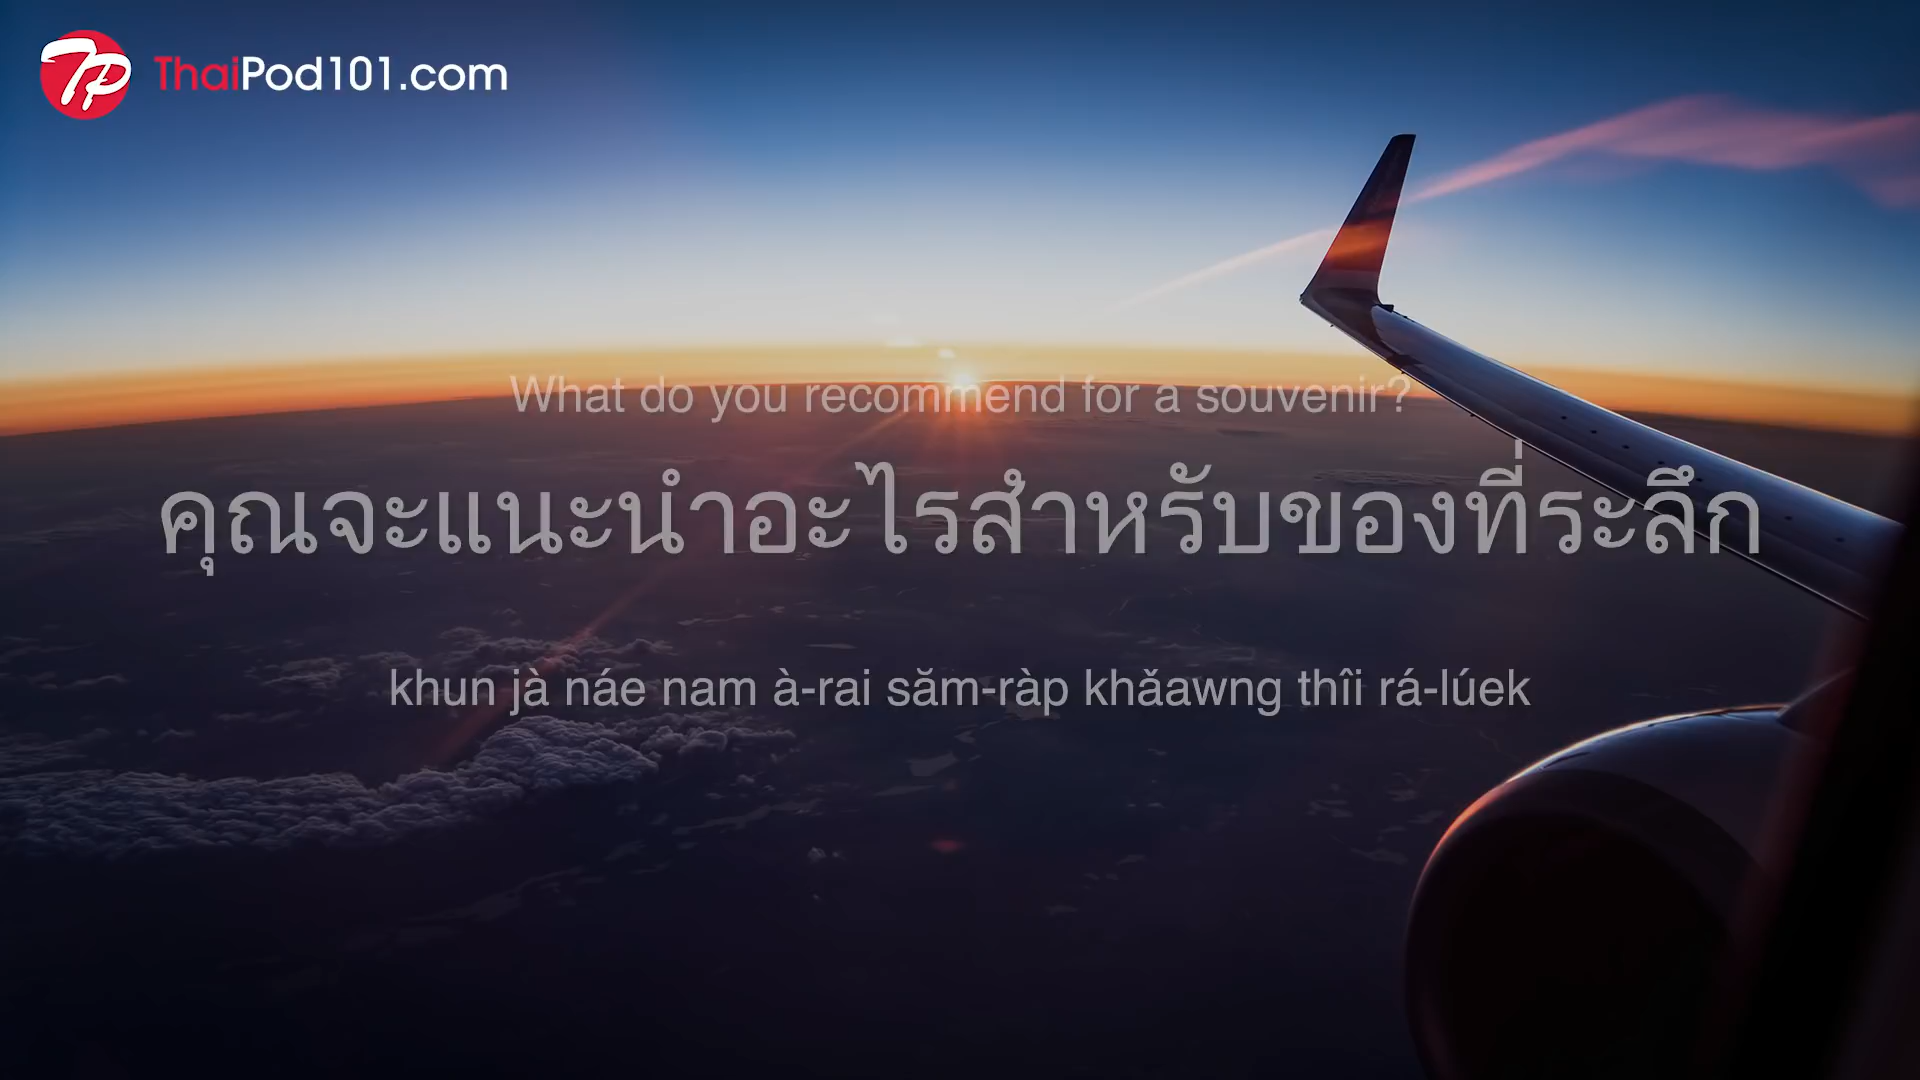 ThaiPod101.com
What do you recommend for a souvenir?
คุณจะแนะนำอะไรสำหรับของที่ระลึก
khun jà náe nam à-rai săm-ràp khǎawng thîi rá-lúek